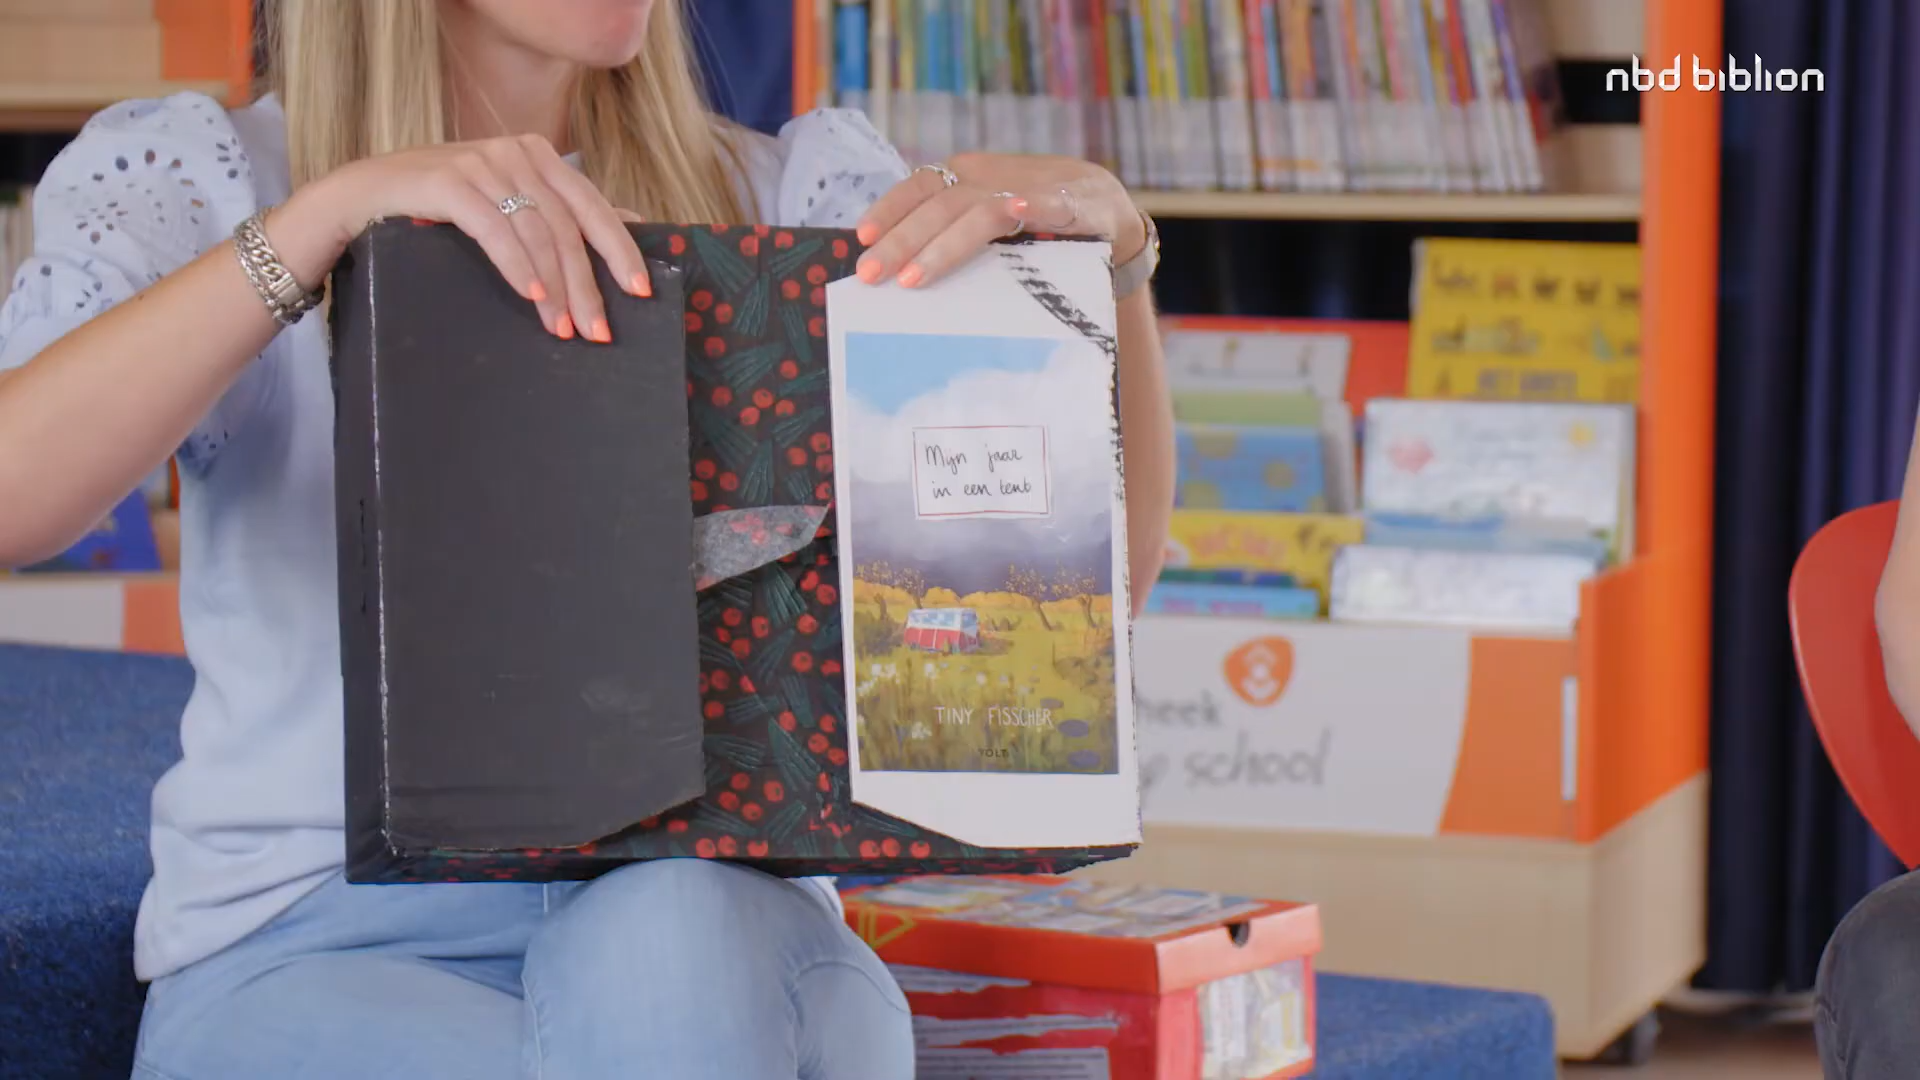 nbd biblion
Mijn jaar
in een tent
TINY FISSCHER
VOLT
school